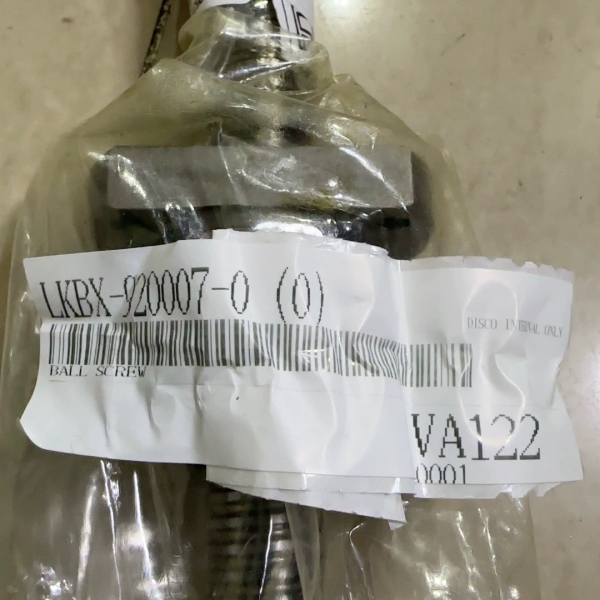 LKBX-920007-0 (0)
DISCO INTERNAL ONLY
BALL SCREW
VA122
0001